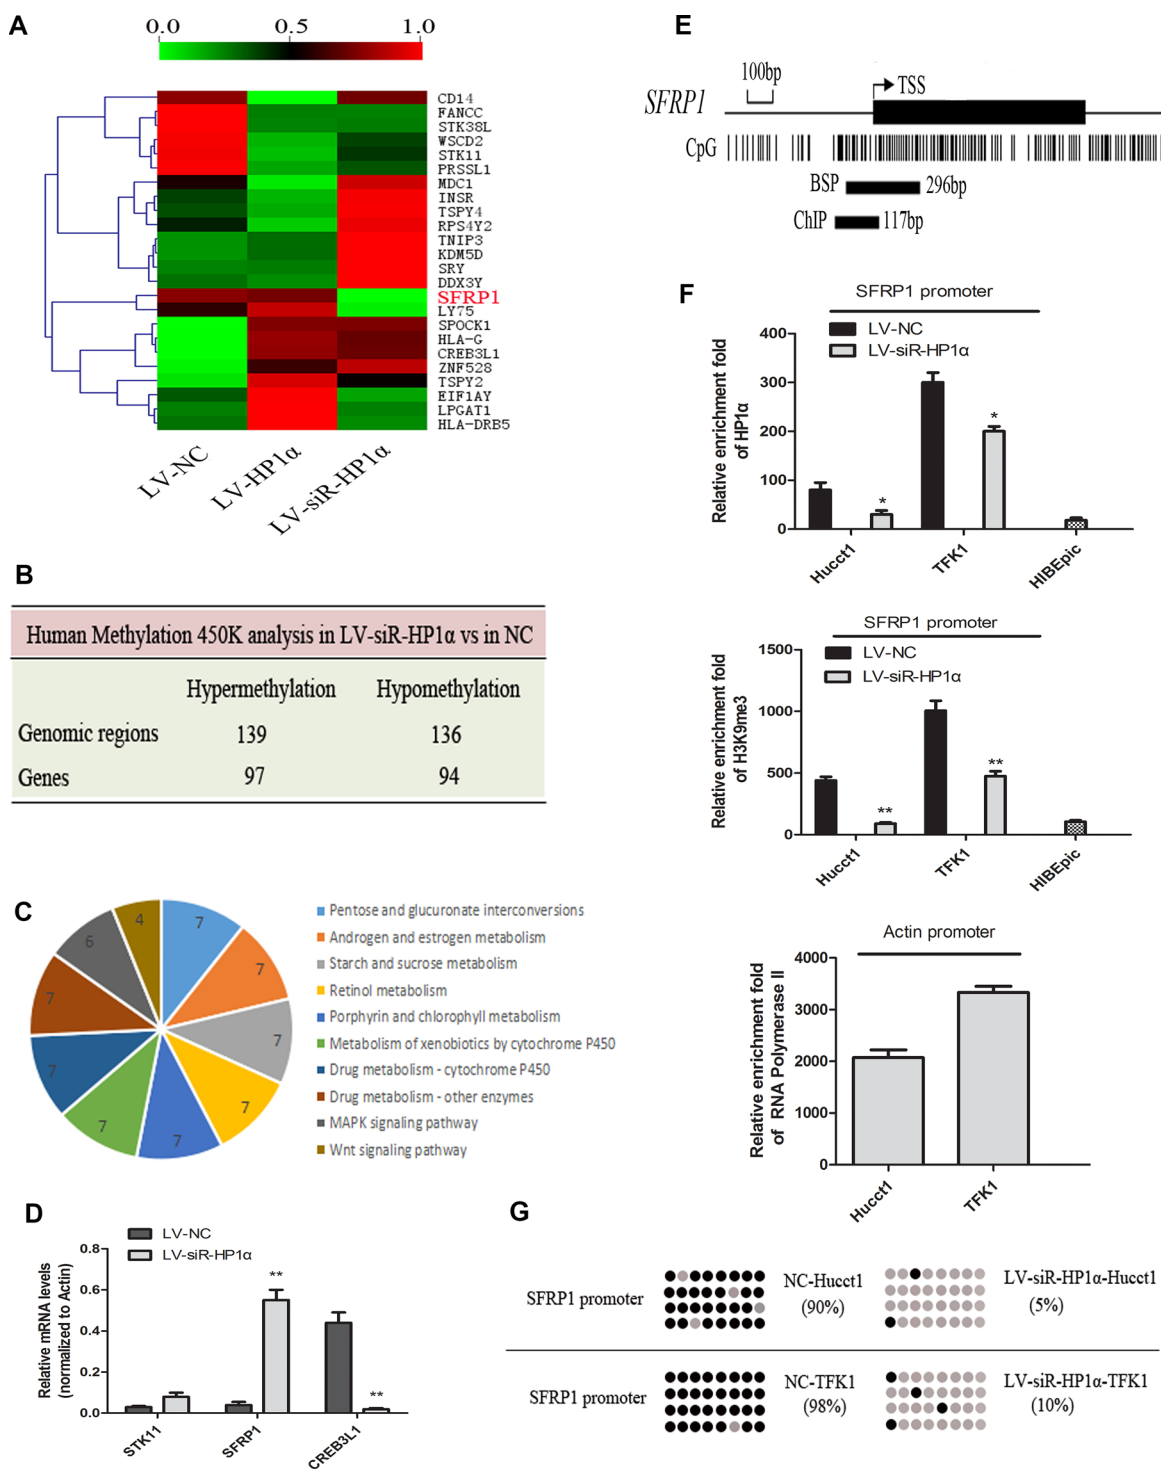 A
0.0 0.5 1.0
CD14
FANCC
STK38L
WSCD2
STK11
PRSSL1
MDC1
INSR
TSPY4
RPS4Y2
TNIP3
KDM5D
SRY
DDX3Y
SFRP1
LY75
SPOCK1
HLA-G
CREB3L1
ZNF528
TSPY2
EIF1AY
LPGAT1
HLA-DRB5
LV-NC
LV-HP1α
LV-siR-HP1α
B
Human Methylation 450K analysis in LV-siR-HP1α vs in NC
Hypermethylation Hypomethylation
Genomic regions 139 136
Genes 97 94
C
7
7
7
7
7
7
7
7
6
4
Pentose and glucuronate interconversions
Androgen and estrogen metabolism
Starch and sucrose metabolism
Retinol metabolism
Porphyrin and chlorophyll metabolism
Metabolism of xenobiotics by cytochrome P450
Drug metabolism - cytochrome P450
Drug metabolism - other enzymes
MAPK signaling pathway
Wnt signaling pathway
D
LV-NC
LV-siR-HP1α
Relative mRNA levels
(normalized to Actin)
0.8
0.6
0.4
0.2
0.0
**
**
STK11
SFRP1
CREB3L1
E
100bp
TSS
SFRP1
CpG
BSP 296bp
ChIP 117bp
F
SFRP1 promoter
LV-NC
LV-siR-HP1α
Relative enrichment fold
of HP1α
400
300
200
100
0
*
*
Hucct1
TFK1
HIBEpic
SFRP1 promoter
LV-NC
LV-siR-HP1α
Relative enrichment fold
of H3K9me3
1500
1000
500
0
**
**
Hucct1
TFK1
HIBEpic
Actin promoter
Relative enrichment fold
of RNA Polymerase II
4000
3000
2000
1000
0
Hucct1
TFK1
G
SFRP1 promoter
NC-Hucct1
(90%)
LV-siR-HP1α-Hucct1
(5%)
SFRP1 promoter
NC-TFK1
(98%)
LV-siR-HP1α-TFK1
(10%)